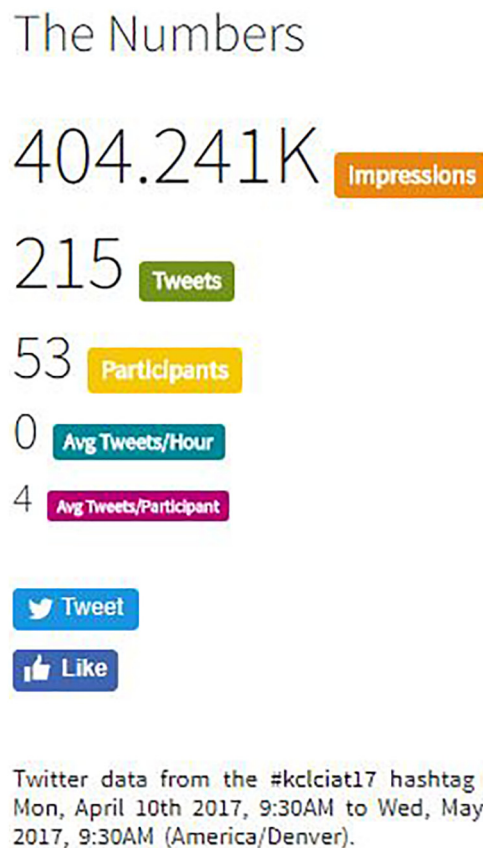 The Numbers
404.241K Impressions
215 Tweets
53 Participants
0 Avg Tweets/Hour
4 Avg Tweets/Participant
Tweet
Like
Twitter data from the #kclciat17 hashtag
Mon, April 10th 2017, 9:30AM to Wed, May
2017, 9:30AM (America/Denver).